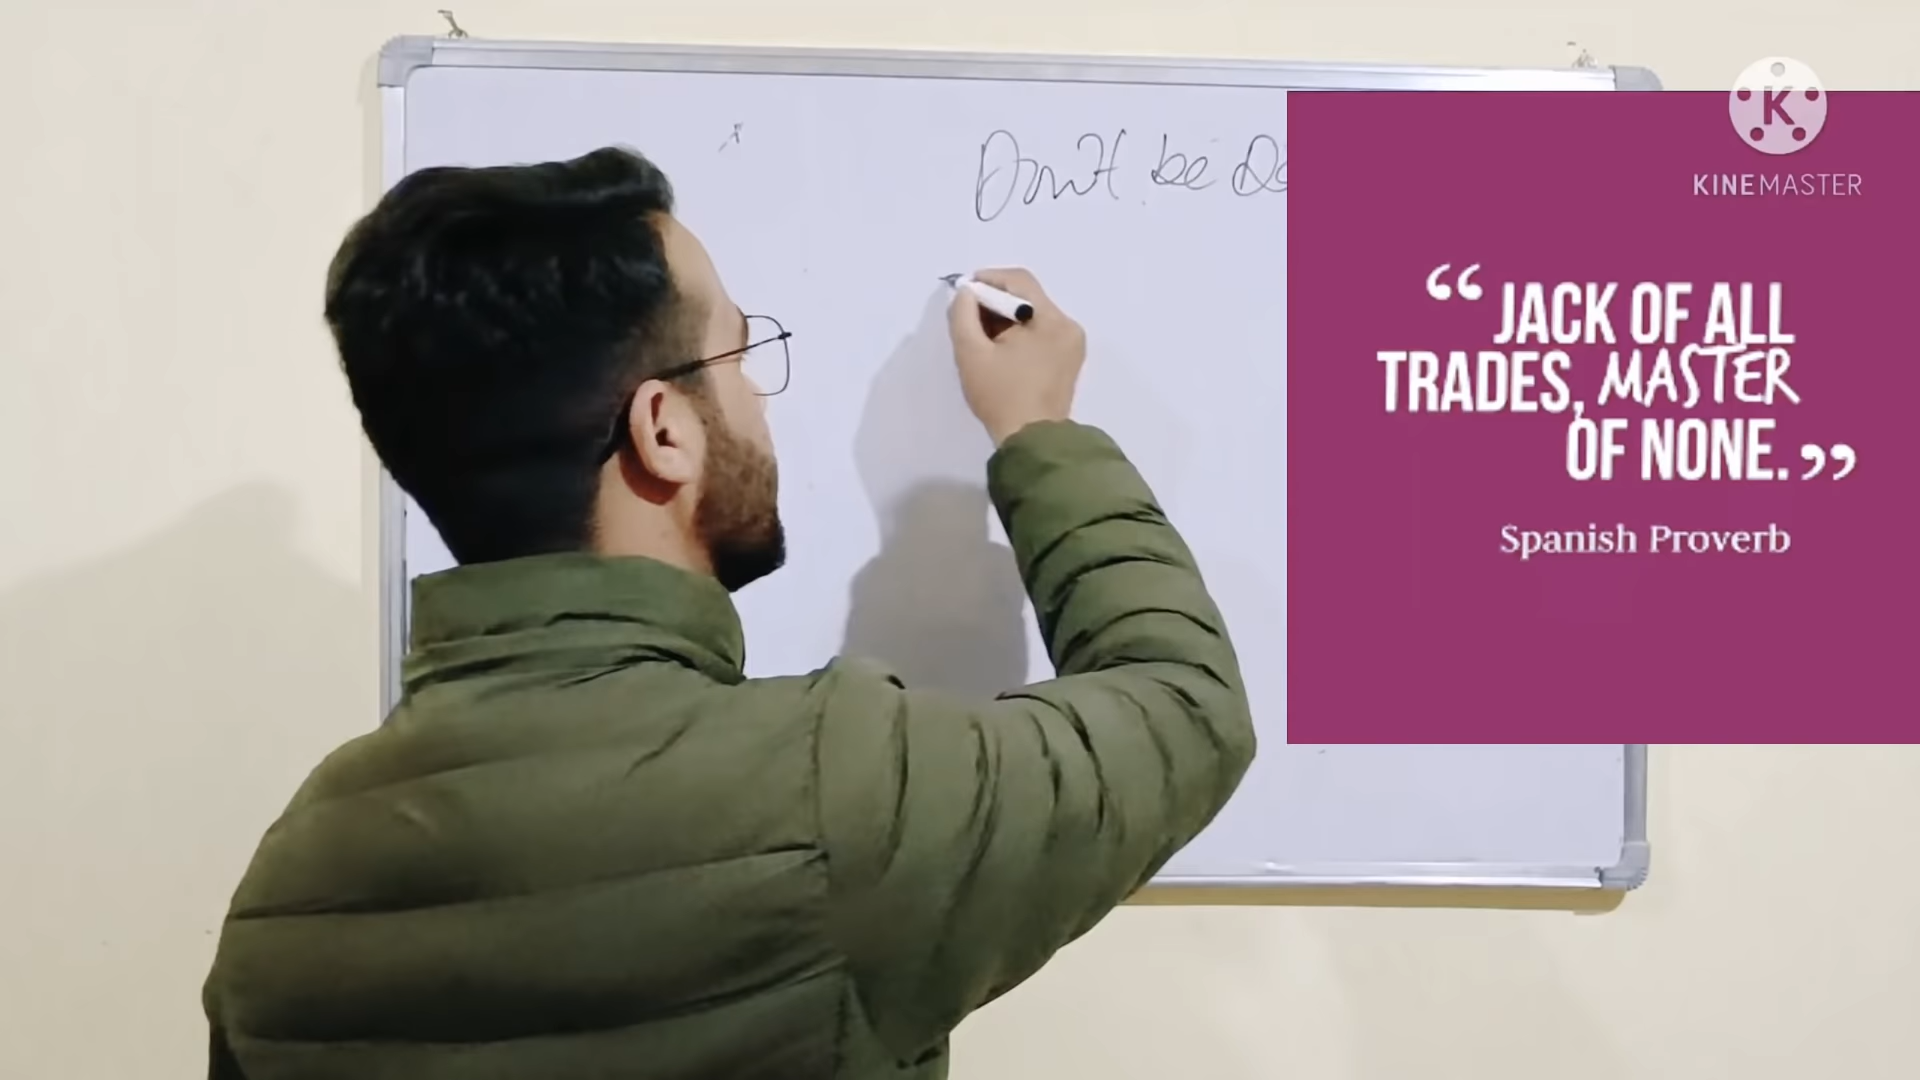 Don't be
KINEMASTER
“JACK OF ALL
TRADES, MASTER
OF NONE.”
Spanish Proverb